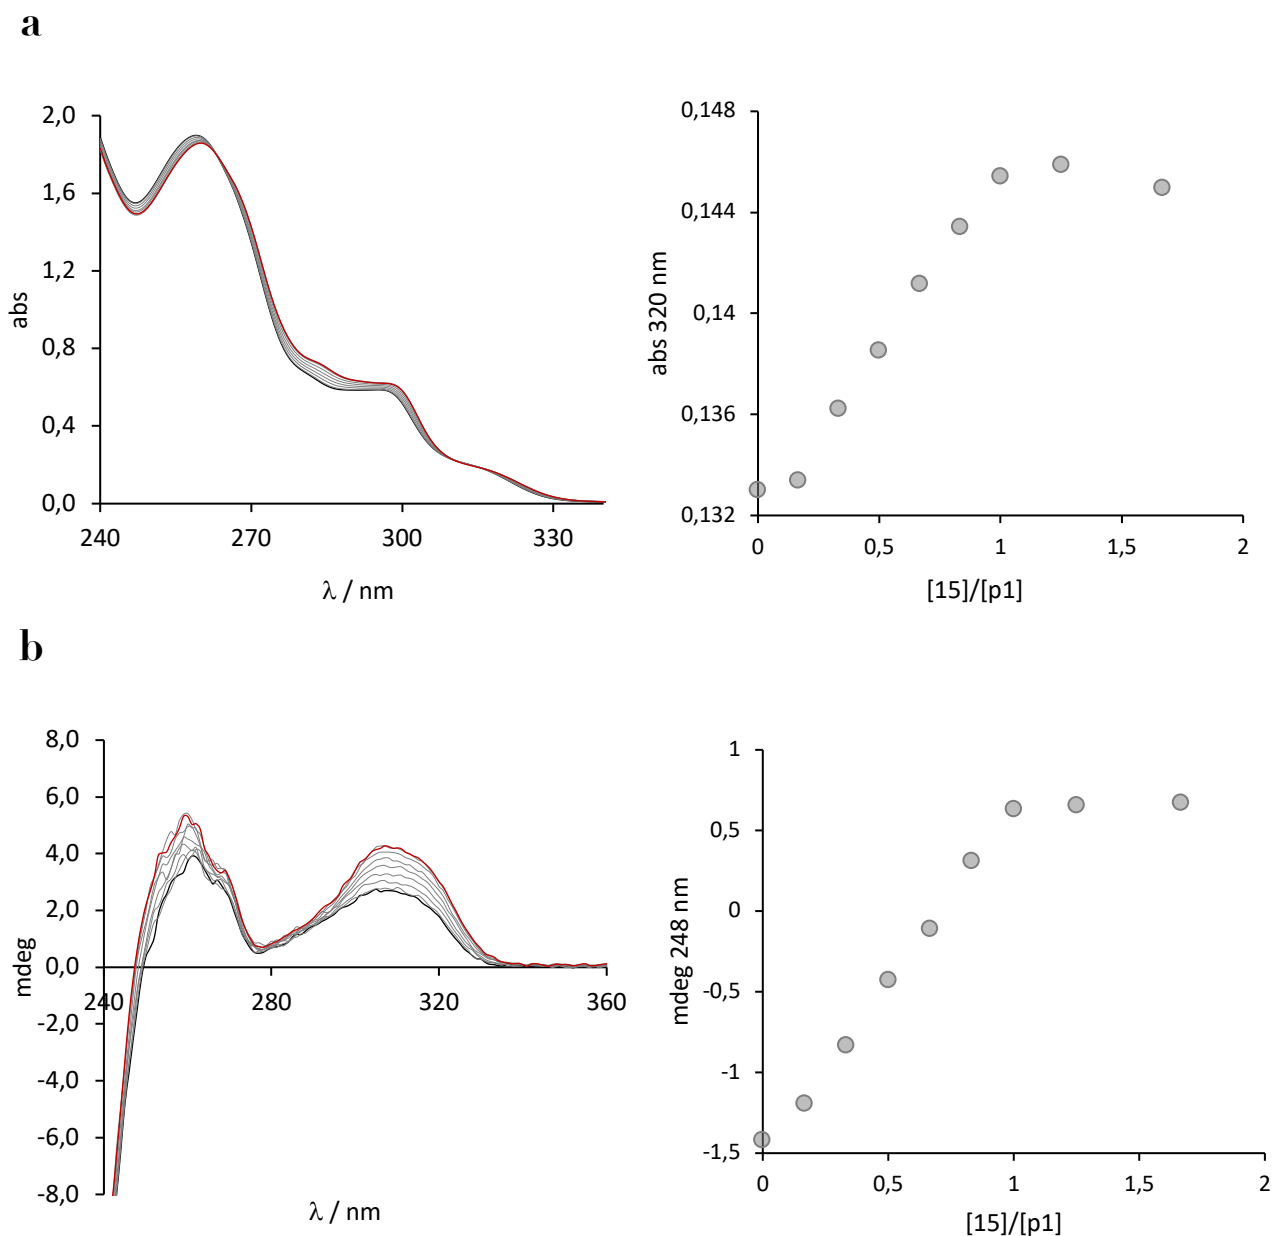 a
abs
2,0
1,6
1,2
0,8
0,4
0,0
240 270 300 330
λ / nm
abs 320 nm
0,148
0,144
0,14
0,136
0,132
0 0,5 1 1,5 2
[15]/[p1]
b
mdeg
8,0
6,0
4,0
2,0
0,0
-2,0
-4,0
-6,0
-8,0
240 280 320 360
λ / nm
mdeg 248 nm
1
0,5
0
-0,5
-1
-1,5
0 0,5 1 1,5 2
[15]/[p1]